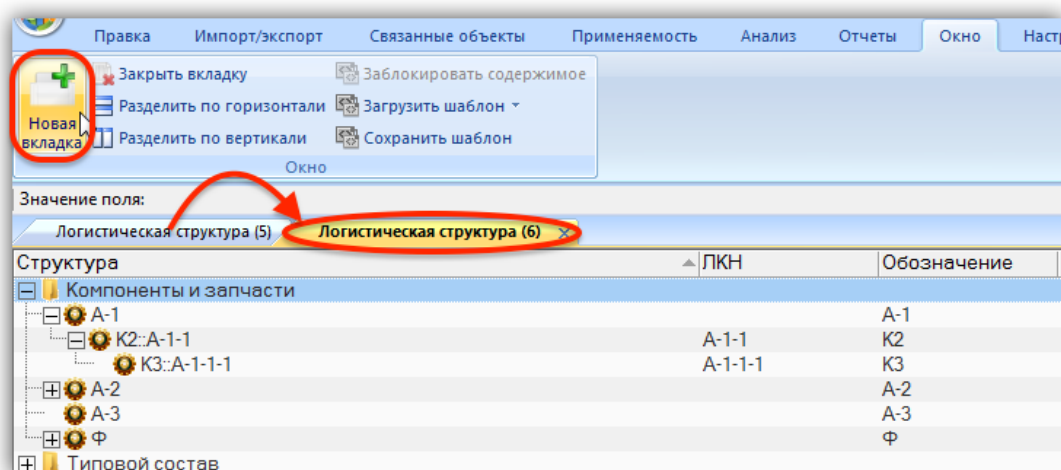 Правка Импорт/экспорт Связанные объекты Применяемость Анализ Отчеты Окно Настр
Новая вкладка
Закрыть вкладку Заблокировать содержимое
Разделить по горизонтали Загрузить шаблон
Разделить по вертикали Сохранить шаблон
Окно
Значение поля:
Логистическая структура (5) Логистическая структура (6)
Структура ЛКН Обозначение
Компоненты и запчасти
А-1 А-1
К2::А-1-1 А-1-1 К2
К3::А-1-1-1 А-1-1-1 К3
А-2 А-2
А-3 А-3
Ф Ф
Типовой состав